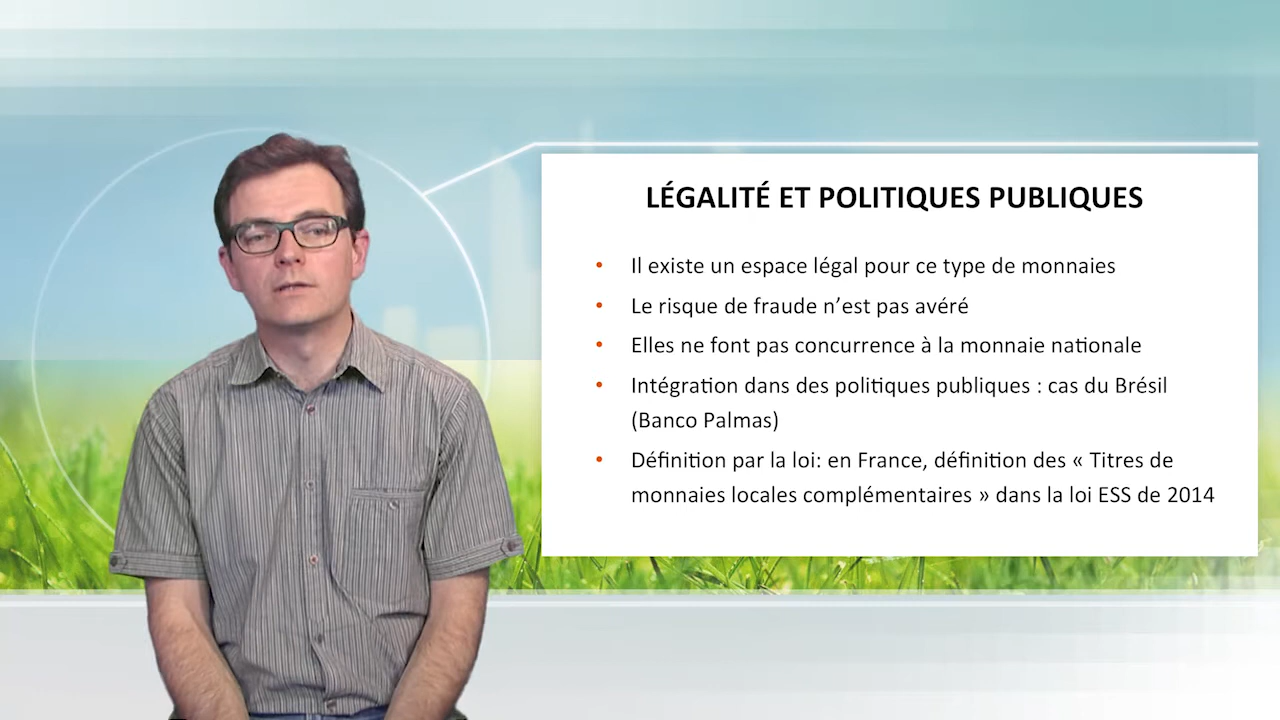 LÉGALITÉ ET POLITIQUES PUBLIQUES
• Il existe un espace légal pour ce type de monnaies
• Le risque de fraude n’est pas avéré
• Elles ne font pas concurrence à la monnaie nationale
• Intégration dans des politiques publiques : cas du Brésil
(Banco Palmas)
• Définition par la loi: en France, définition des « Titres de
monnaies locales complémentaires » dans la loi ESS de 2014